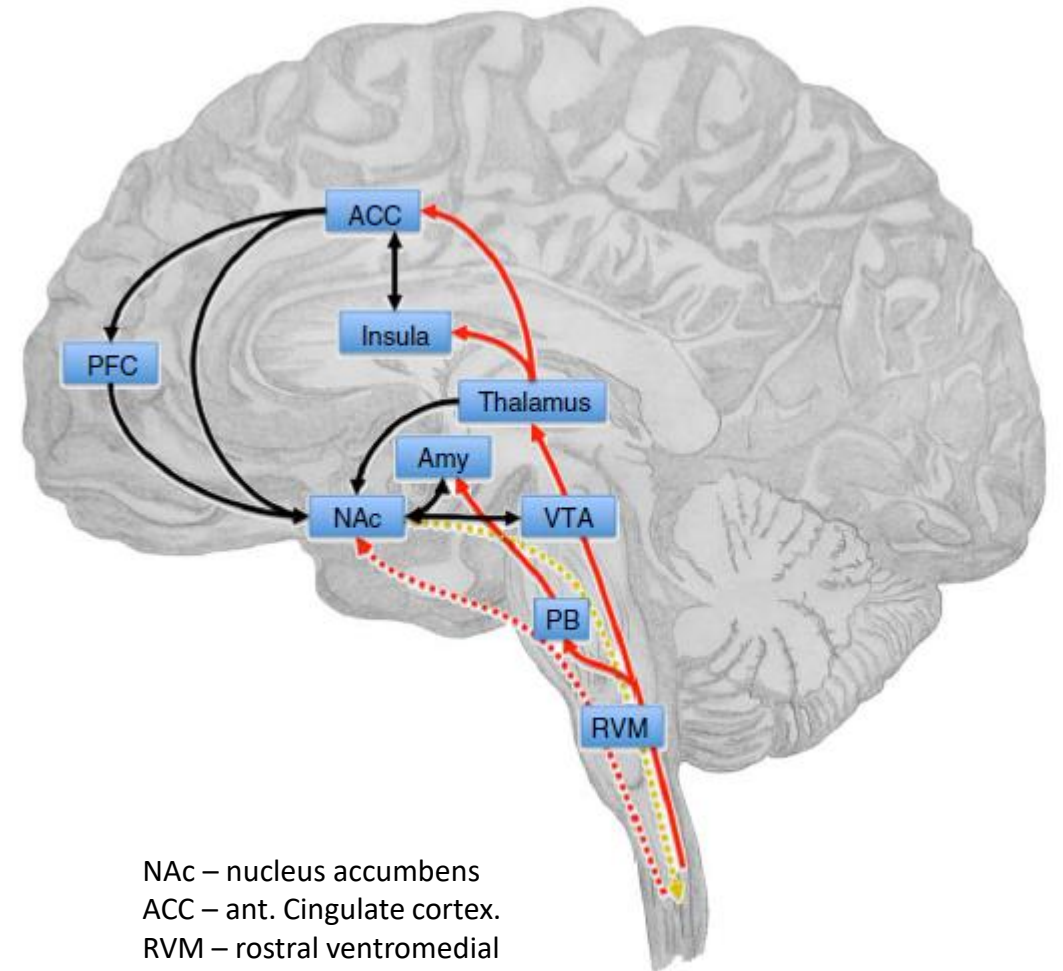 ACC
Insula
PFC
Thalamus
Amy
NAc
VTA
PB
RVM
NAc – nucleus accumbens
ACC – ant. Cingulate cortex.
RVM – rostral ventromedial